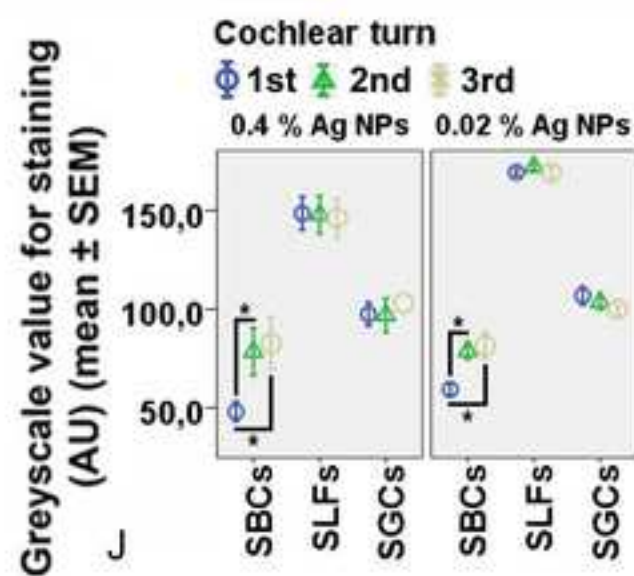 Cochlear turn
1st 2nd 3rd
0.4 % Ag NPs 0.02 % Ag NPs
Greyscale value for staining
(AU) (mean ± SEM)
150,0
100,0
50,0
* *
* *
SBCs SLFs SGCs SBCs SLFs SGCs
J